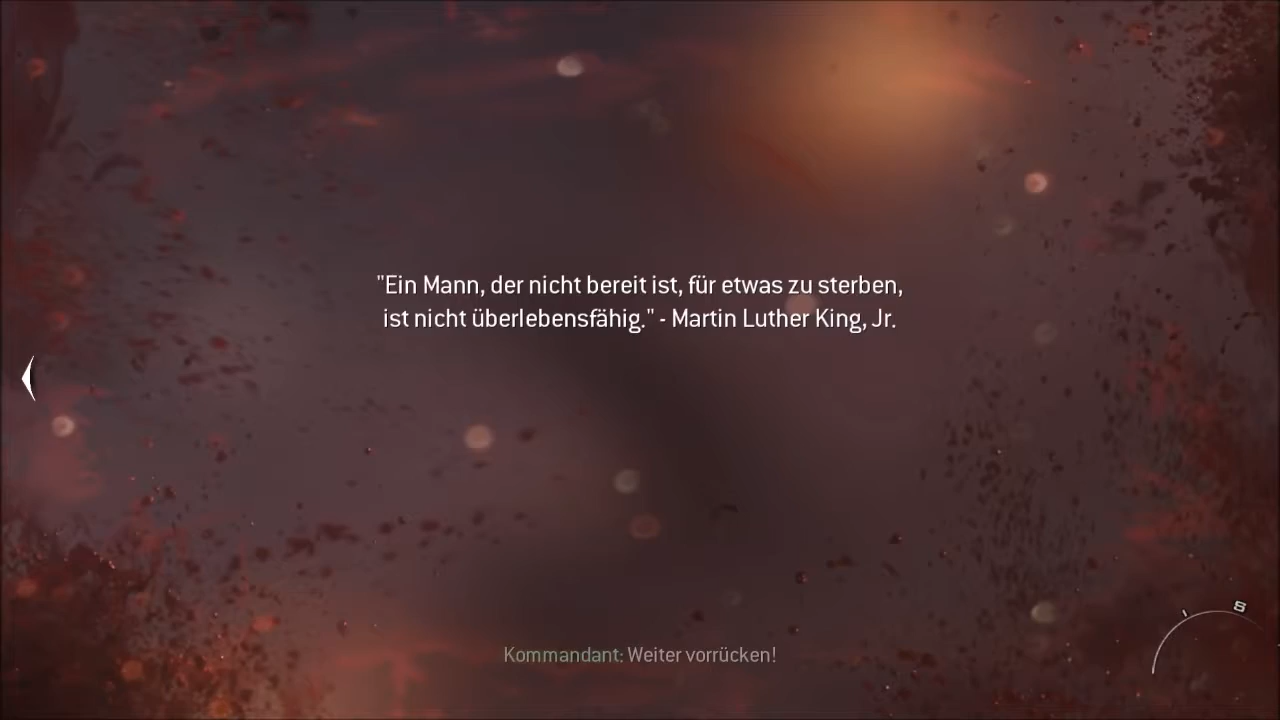 "Ein Mann, der nicht bereit ist, für etwas zu sterben,
ist nicht überlebensfähig." - Martin Luther King, Jr.
S
Kommandant: Weiter vorrücken!